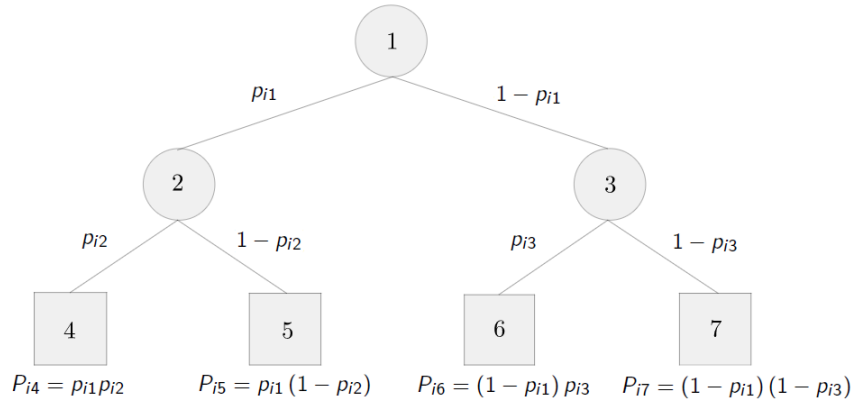 1
p_{i1}
1 − p_{i1}
2
3
p_{i2}
1 − p_{i2}
p_{i3}
1 − p_{i3}
4
5
6
7
P_{i4} = p_{i1}p_{i2}
P_{i5} = p_{i1} (1 − p_{i2})
P_{i6} = (1 − p_{i1}) p_{i3}
P_{i7} = (1 − p_{i1}) (1 − p_{i3})